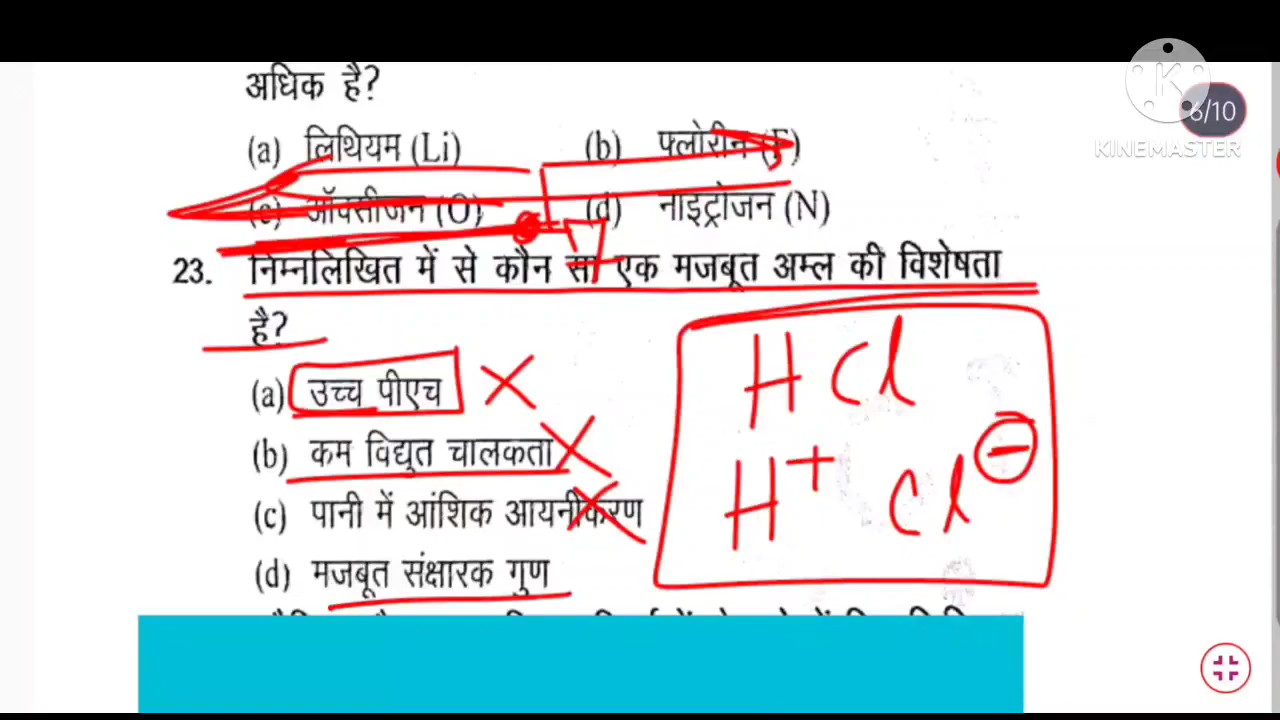 अधिक है?
(a) लिथियम (Li) (b) फ्लोरीन (F)
(c) ऑक्सीजन (O) (d) नाइट्रोजन (N)
23. निम्नलिखित में से कौन सा एक मजबूत अम्ल की विशेषता
है?
(a) उच्च पीएच
(b) कम विद्युत चालकता
(c) पानी में आंशिक आयनीकरण
(d) मजबूत संक्षारक गुण
H Cl
H+ Cl−
6/10
KINEMASTER